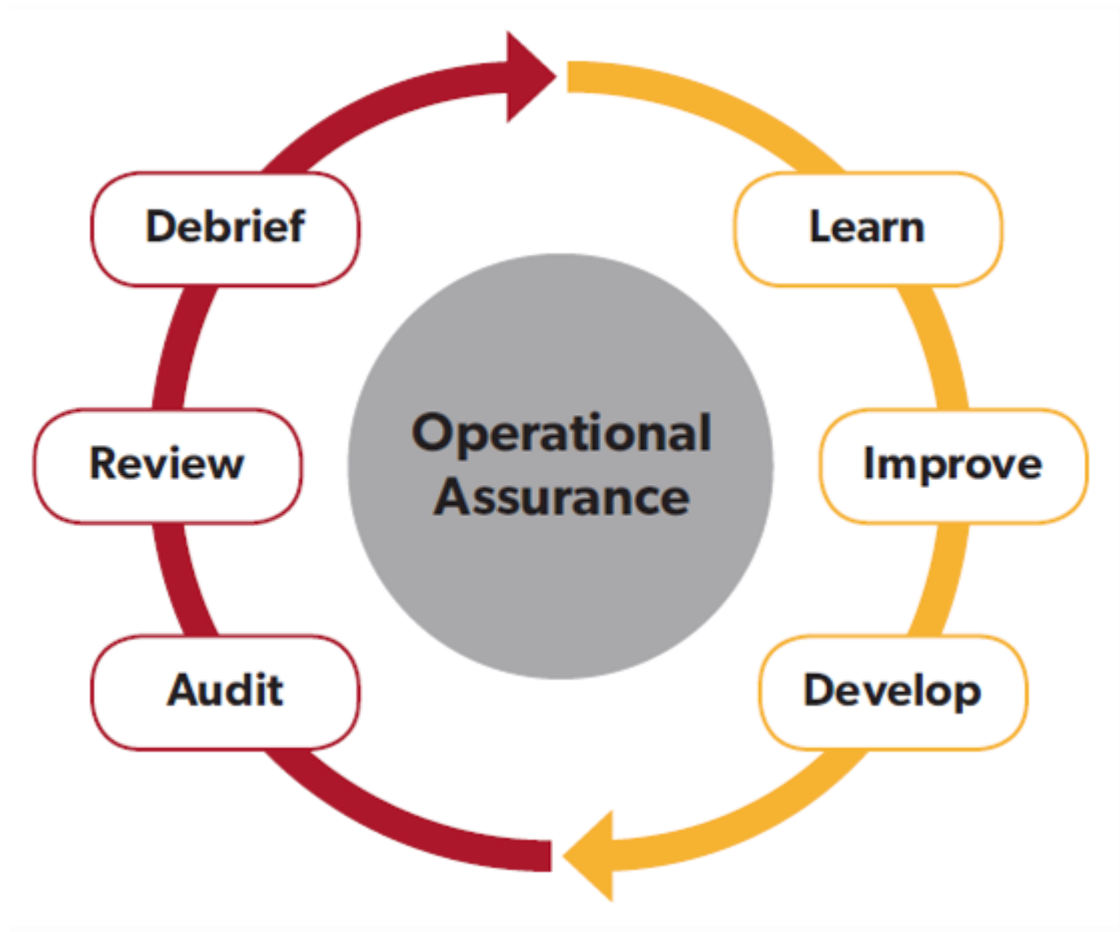 Debrief
Learn
Operational
Assurance
Review
Improve
Audit
Develop